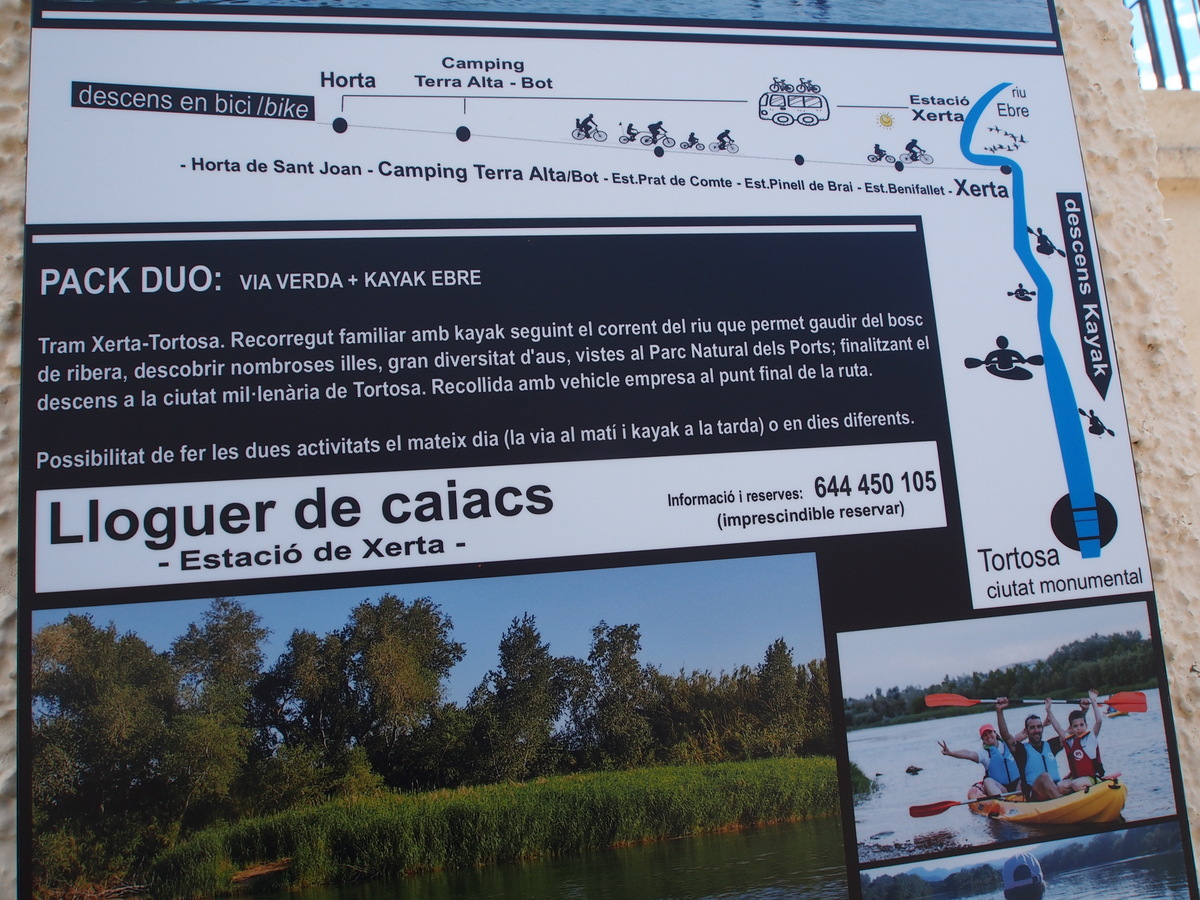 descens en bici /bike
Horta
Camping
Terra Alta - Bot
Estació
Xerta
riu
Ebre
- Horta de Sant Joan - Camping Terra Alta/Bot - Est.Prat de Comte - Est.Pinell de Brai - Est.Benifallet - Xerta
descens Kayak
PACK DUO: VIA VERDA + KAYAK EBRE
Tram Xerta-Tortosa. Recorregut familiar amb kayak seguint el corrent del riu que permet gaudir del bosc
de ribera, descobrir nombroses illes, gran diversitat d'aus, vistes al Parc Natural dels Ports; finalitzant el
descens a la ciutat mil·lenària de Tortosa. Recollida amb vehicle empresa al punt final de la ruta.
Possibilitat de fer les dues activitats el mateix dia (la via al matí i kayak a la tarda) o en dies diferents.
Lloguer de caiacs
- Estació de Xerta -
Informació i reserves: 644 450 105
(imprescindible reservar)
Tortosa
ciutat monumental